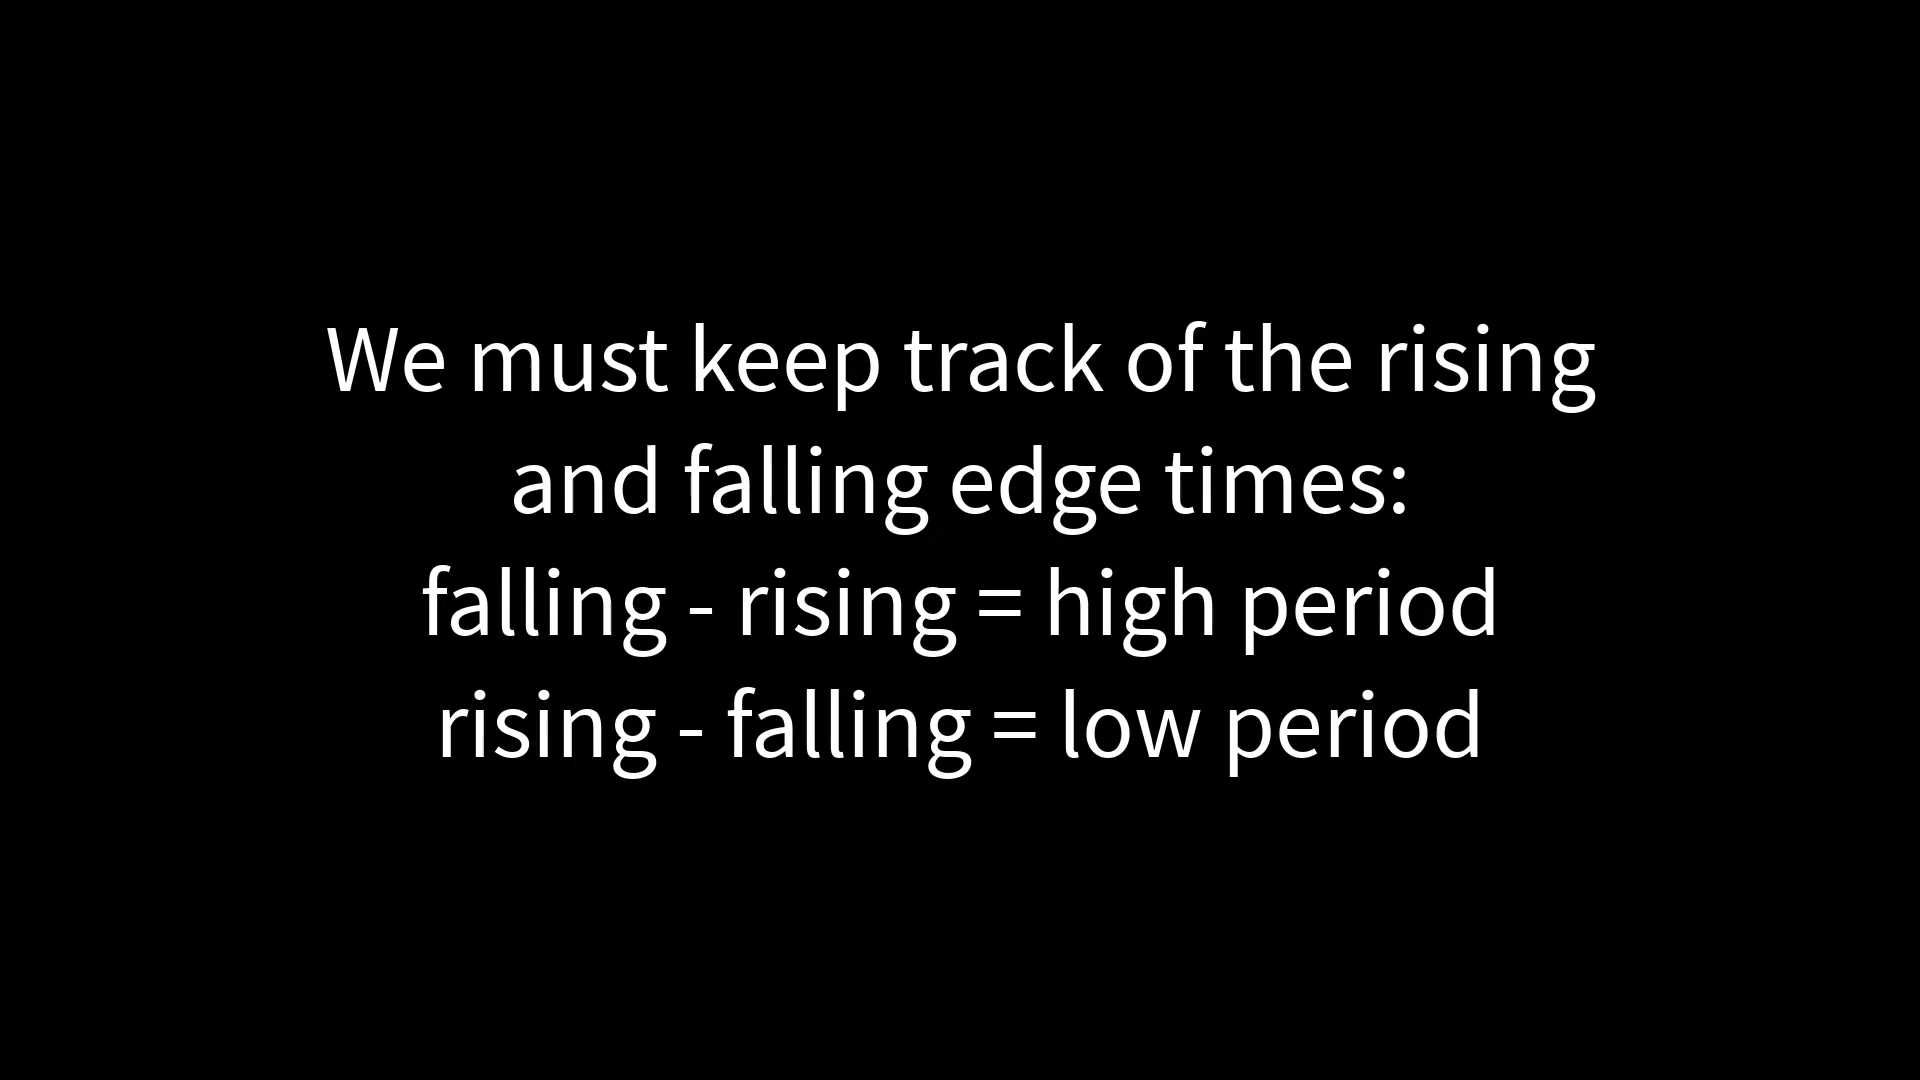 We must keep track of the rising
and falling edge times:
falling - rising = high period
rising - falling = low period